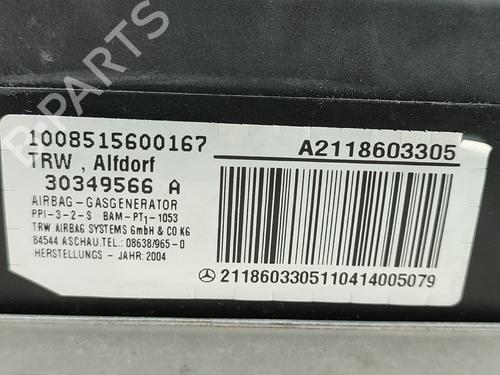 B-PARTS
1008515600167 A2118603305
TRW , Alfdorf
30349566 A
AIRBAG-GASGENERATOR
PPI-3-2-S BAM-PT1-1053
TRW AIRBAG SYSTEMS GmbH & CO KG
84544 ASCHAU.TEL.: 08638/965-0
HERSTELLUNGS - JAHR: 2004
2118603305110414005079